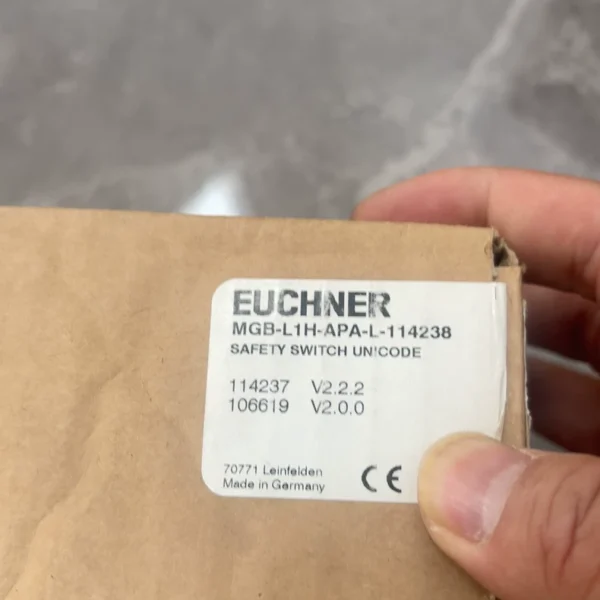 EUCHNER
MGB-L1H-APA-L-114238
SAFETY SWITCH UNICODE
114237 V2.2.2
106619 V2.0.0
70771 Leinfelden
Made in Germany
CE